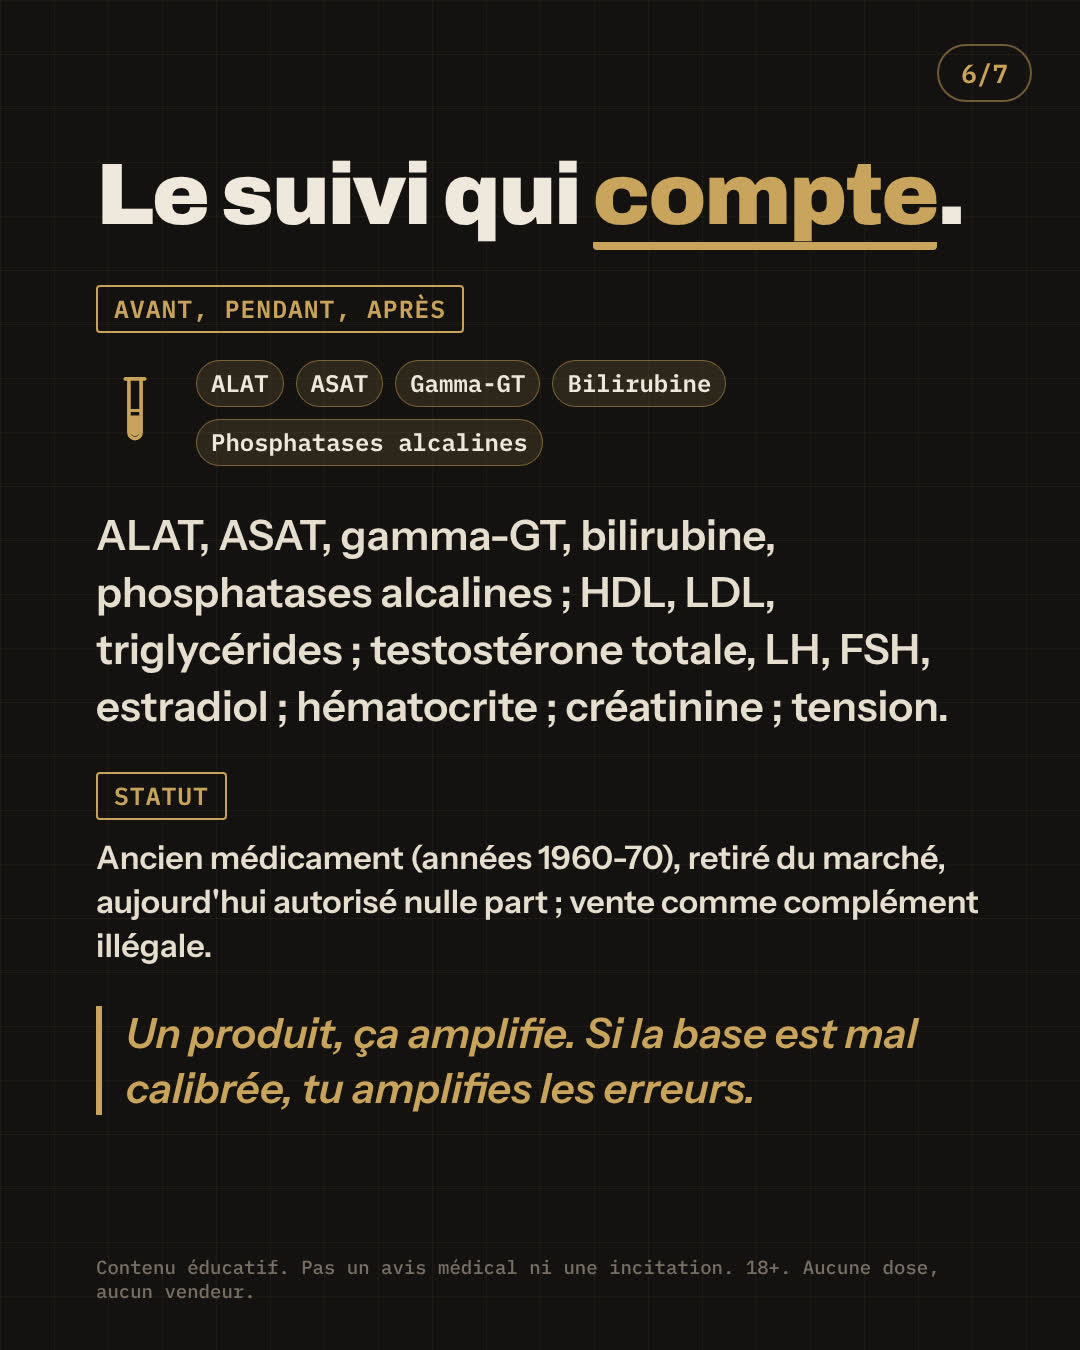 6/7
Le suivi qui compte.
AVANT, PENDANT, APRÈS
ALAT ASAT Gamma-GT Bilirubine
Phosphatases alcalines
ALAT, ASAT, gamma-GT, bilirubine,
phosphatases alcalines ; HDL, LDL,
triglycérides ; testostérone totale, LH, FSH,
estradiol ; hématocrite ; créatinine ; tension.
STATUT
Ancien médicament (années 1960-70), retiré du marché,
aujourd'hui autorisé nulle part ; vente comme complément
illégale.
Un produit, ça amplifie. Si la base est mal
calibrée, tu amplifies les erreurs.
Contenu éducatif. Pas un avis médical ni une incitation. 18+. Aucune dose,
aucun vendeur.